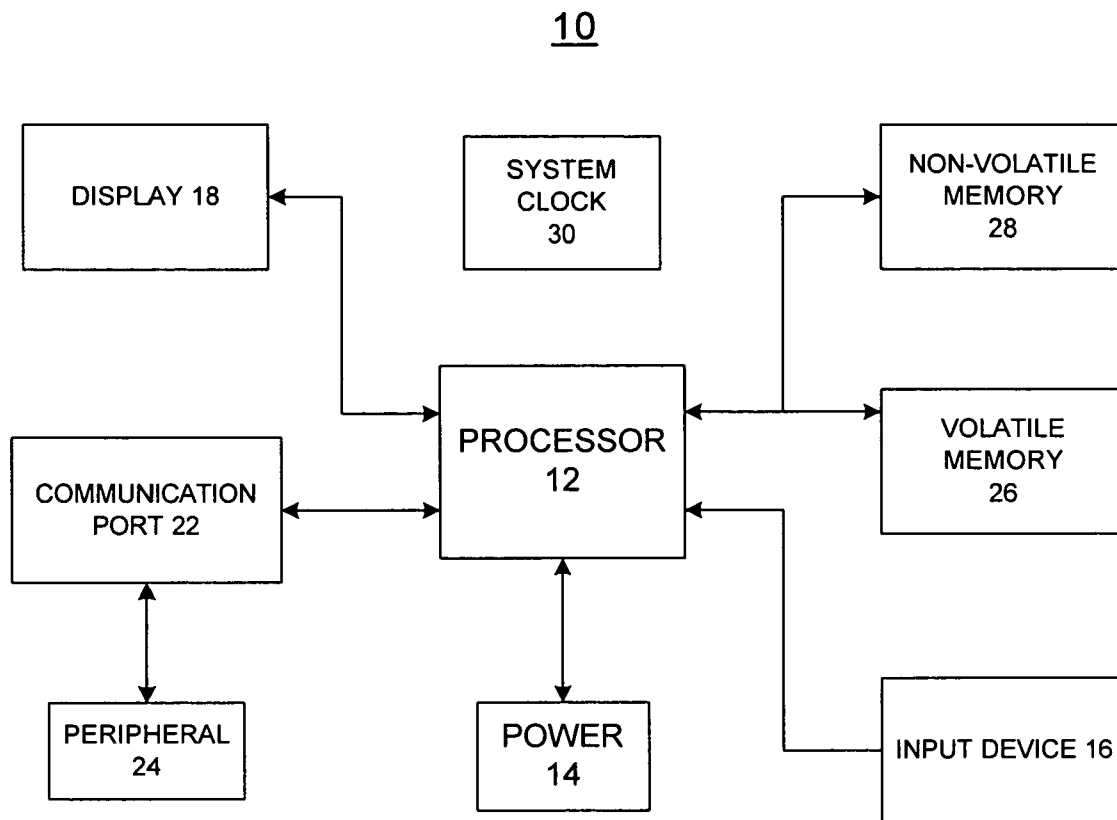 10
DISPLAY 18
SYSTEM
CLOCK
30
NON-VOLATILE
MEMORY
28
PROCESSOR
12
VOLATILE
MEMORY
26
COMMUNICATION
PORT 22
PERIPHERAL
24
POWER
14
INPUT DEVICE 16